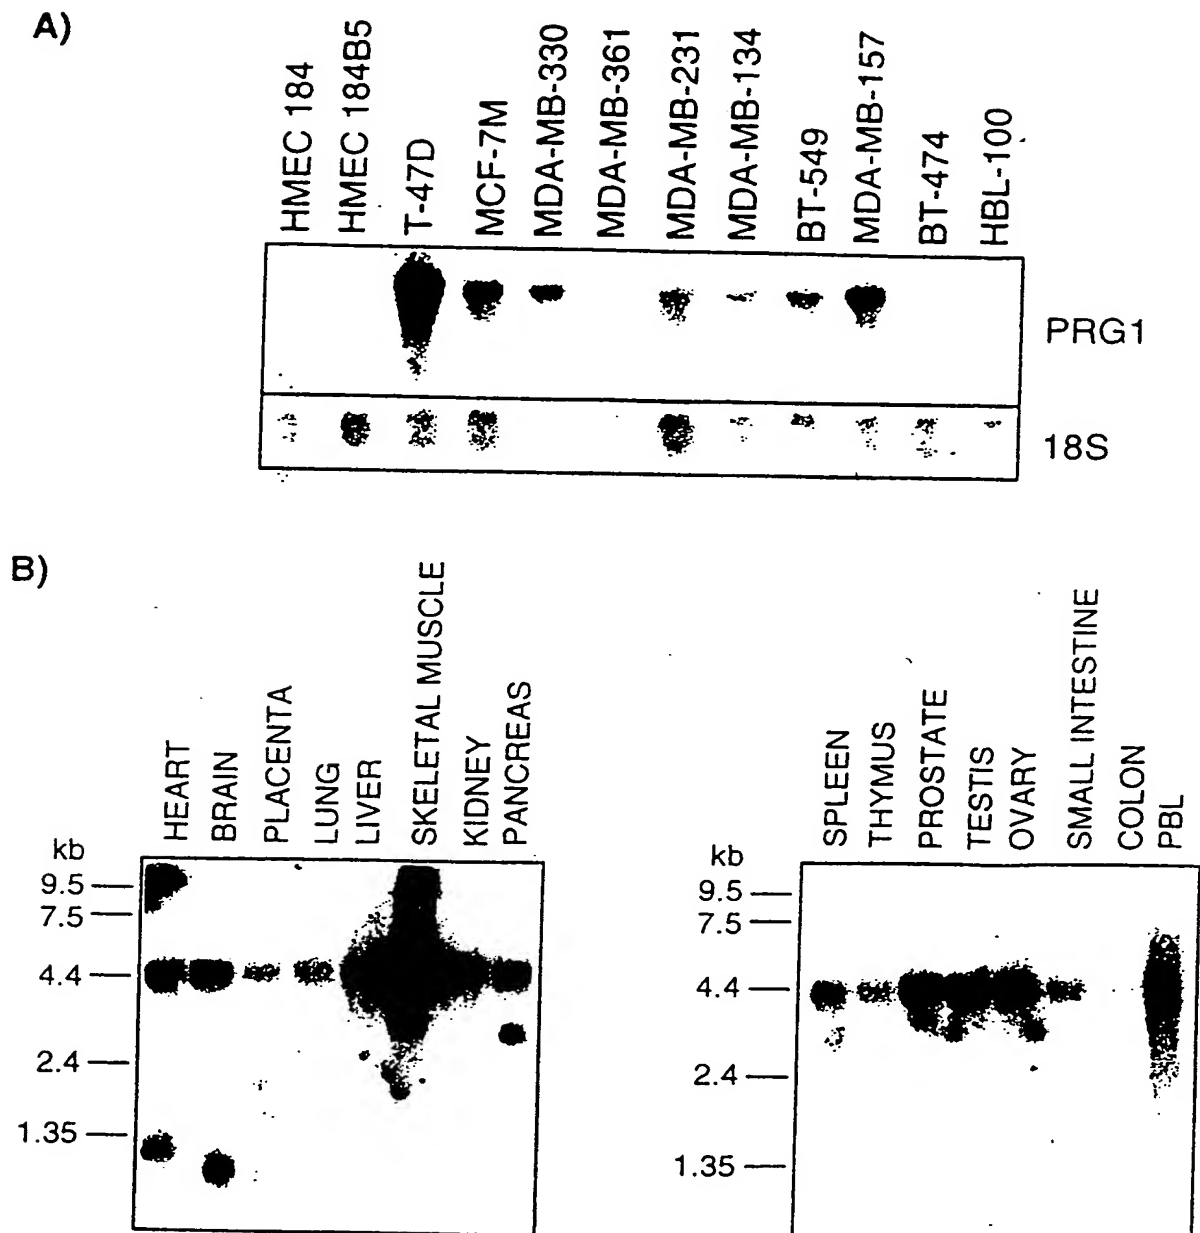 A)
HMEC 184
HMEC 184B5
T-47D
MCF-7M
MDA-MB-330
MDA-MB-361
MDA-MB-231
MDA-MB-134
BT-549
MDA-MB-157
BT-474
HBL-100
PRG1
18S
B)
HEART
BRAIN
PLACENTA
LUNG
LIVER
SKELETAL MUSCLE
KIDNEY
PANCREAS
kb
9.5
7.5
4.4
2.4
1.35
SPLEEN
THYMUS
PROSTATE
TESTIS
OVARY
SMALL INTESTINE
COLON
PBL
kb
9.5
7.5
4.4
2.4
1.35